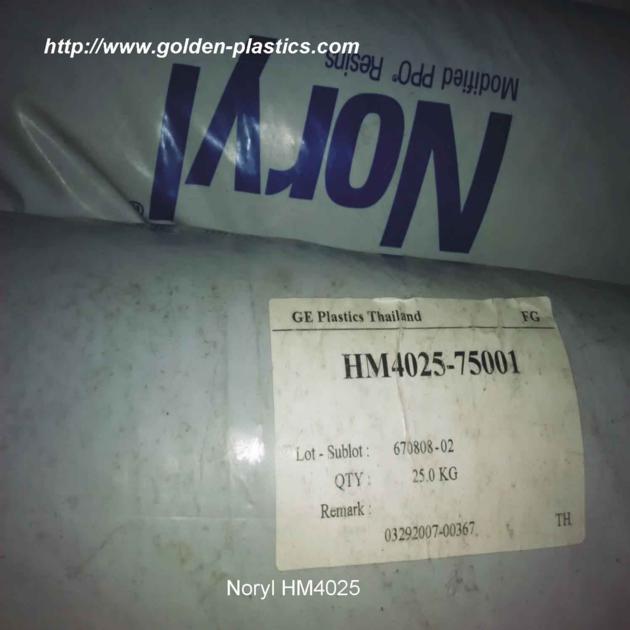 http://www.golden-plastics.com
Modified PPO® Resins
Noryl®
GE Plastics Thailand FG
HM4025-75001
Lot - Sublot : 670808-02
QTY : 25.0 KG
Remark :
03292007-00367 TH
Noryl HM4025